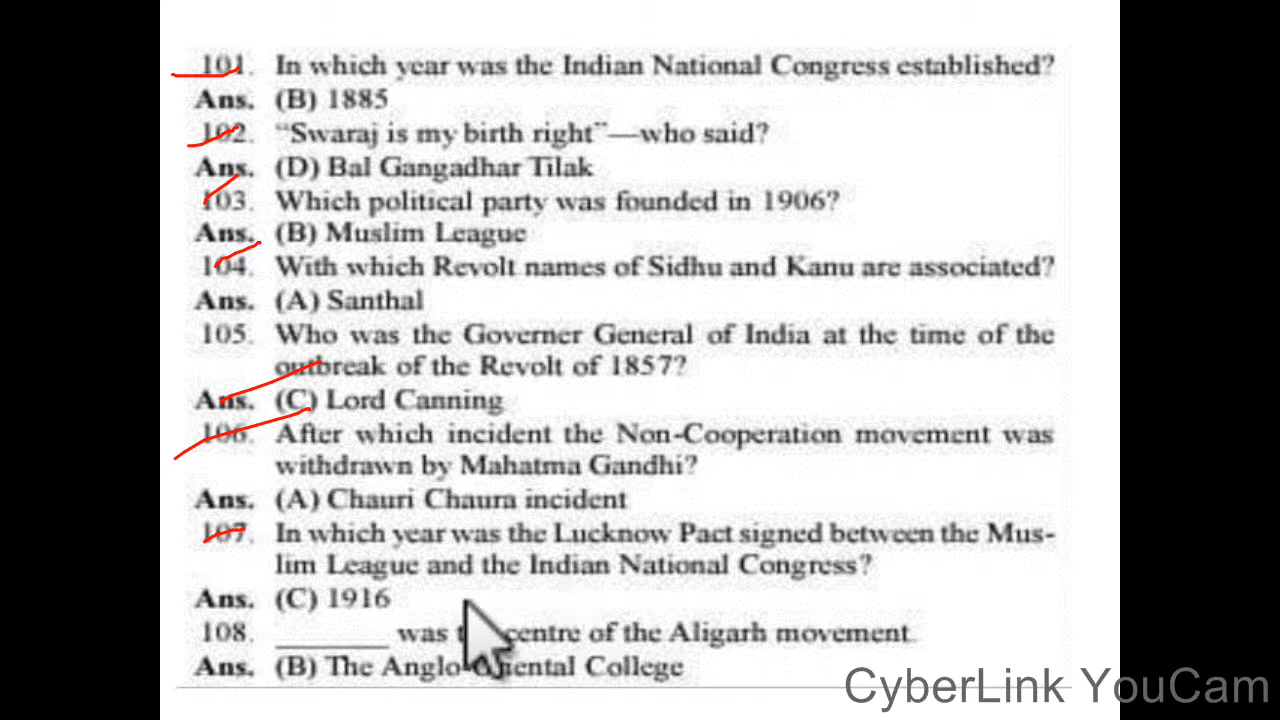 101. In which year was the Indian National Congress established?
Ans. (B) 1885
102. "Swaraj is my birth right"—who said?
Ans. (D) Bal Gangadhar Tilak
103. Which political party was founded in 1906?
Ans. (B) Muslim League
104. With which Revolt names of Sidhu and Kanu are associated?
Ans. (A) Santhal
105. Who was the Governer General of India at the time of the
outbreak of the Revolt of 1857?
Ans. (C) Lord Canning
106. After which incident the Non-Cooperation movement was
withdrawn by Mahatma Gandhi?
Ans. (A) Chauri Chaura incident
107. In which year was the Lucknow Pact signed between the Mus-
lim League and the Indian National Congress?
Ans. (C) 1916
108. ________ was centre of the Aligarh movement.
Ans. (B) The Anglo-Oriental College
CyberLink YouCam